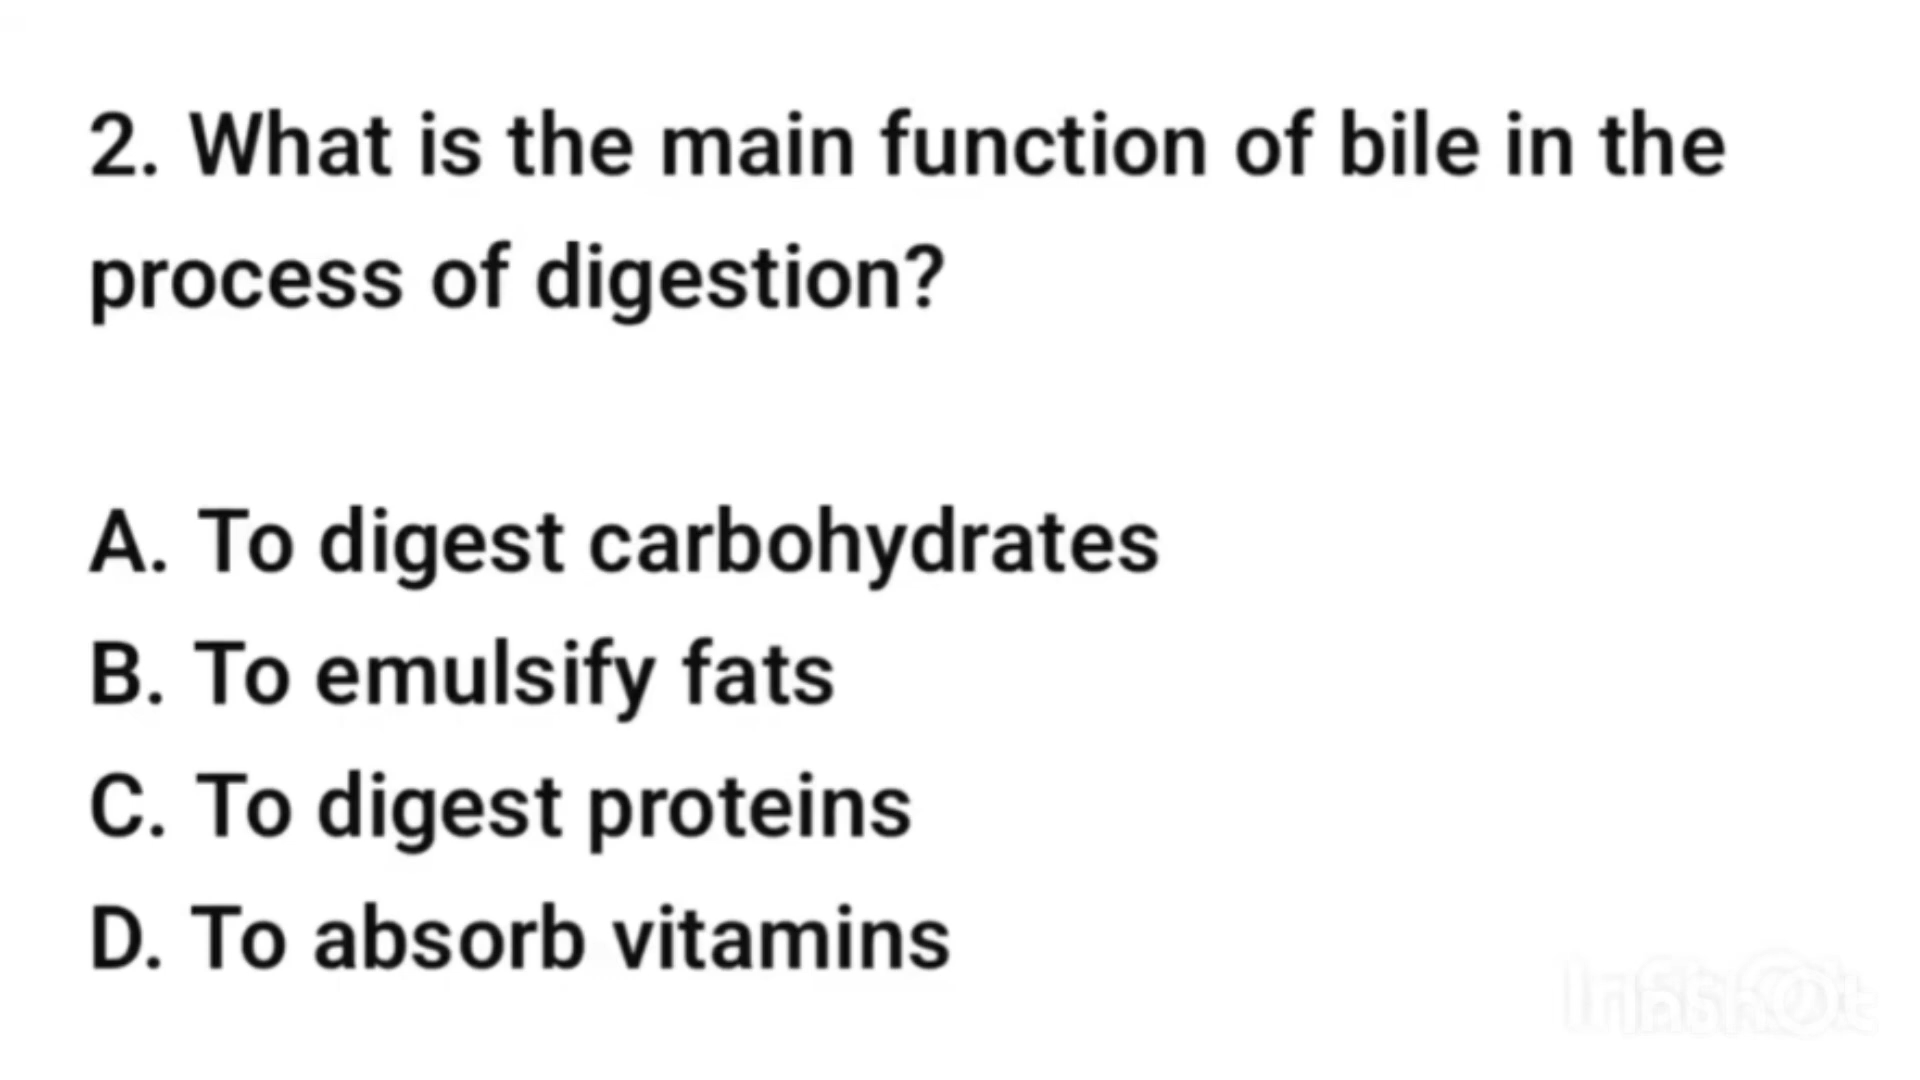 2. What is the main function of bile in the
process of digestion?
A. To digest carbohydrates
B. To emulsify fats
C. To digest proteins
D. To absorb vitamins
InShOt